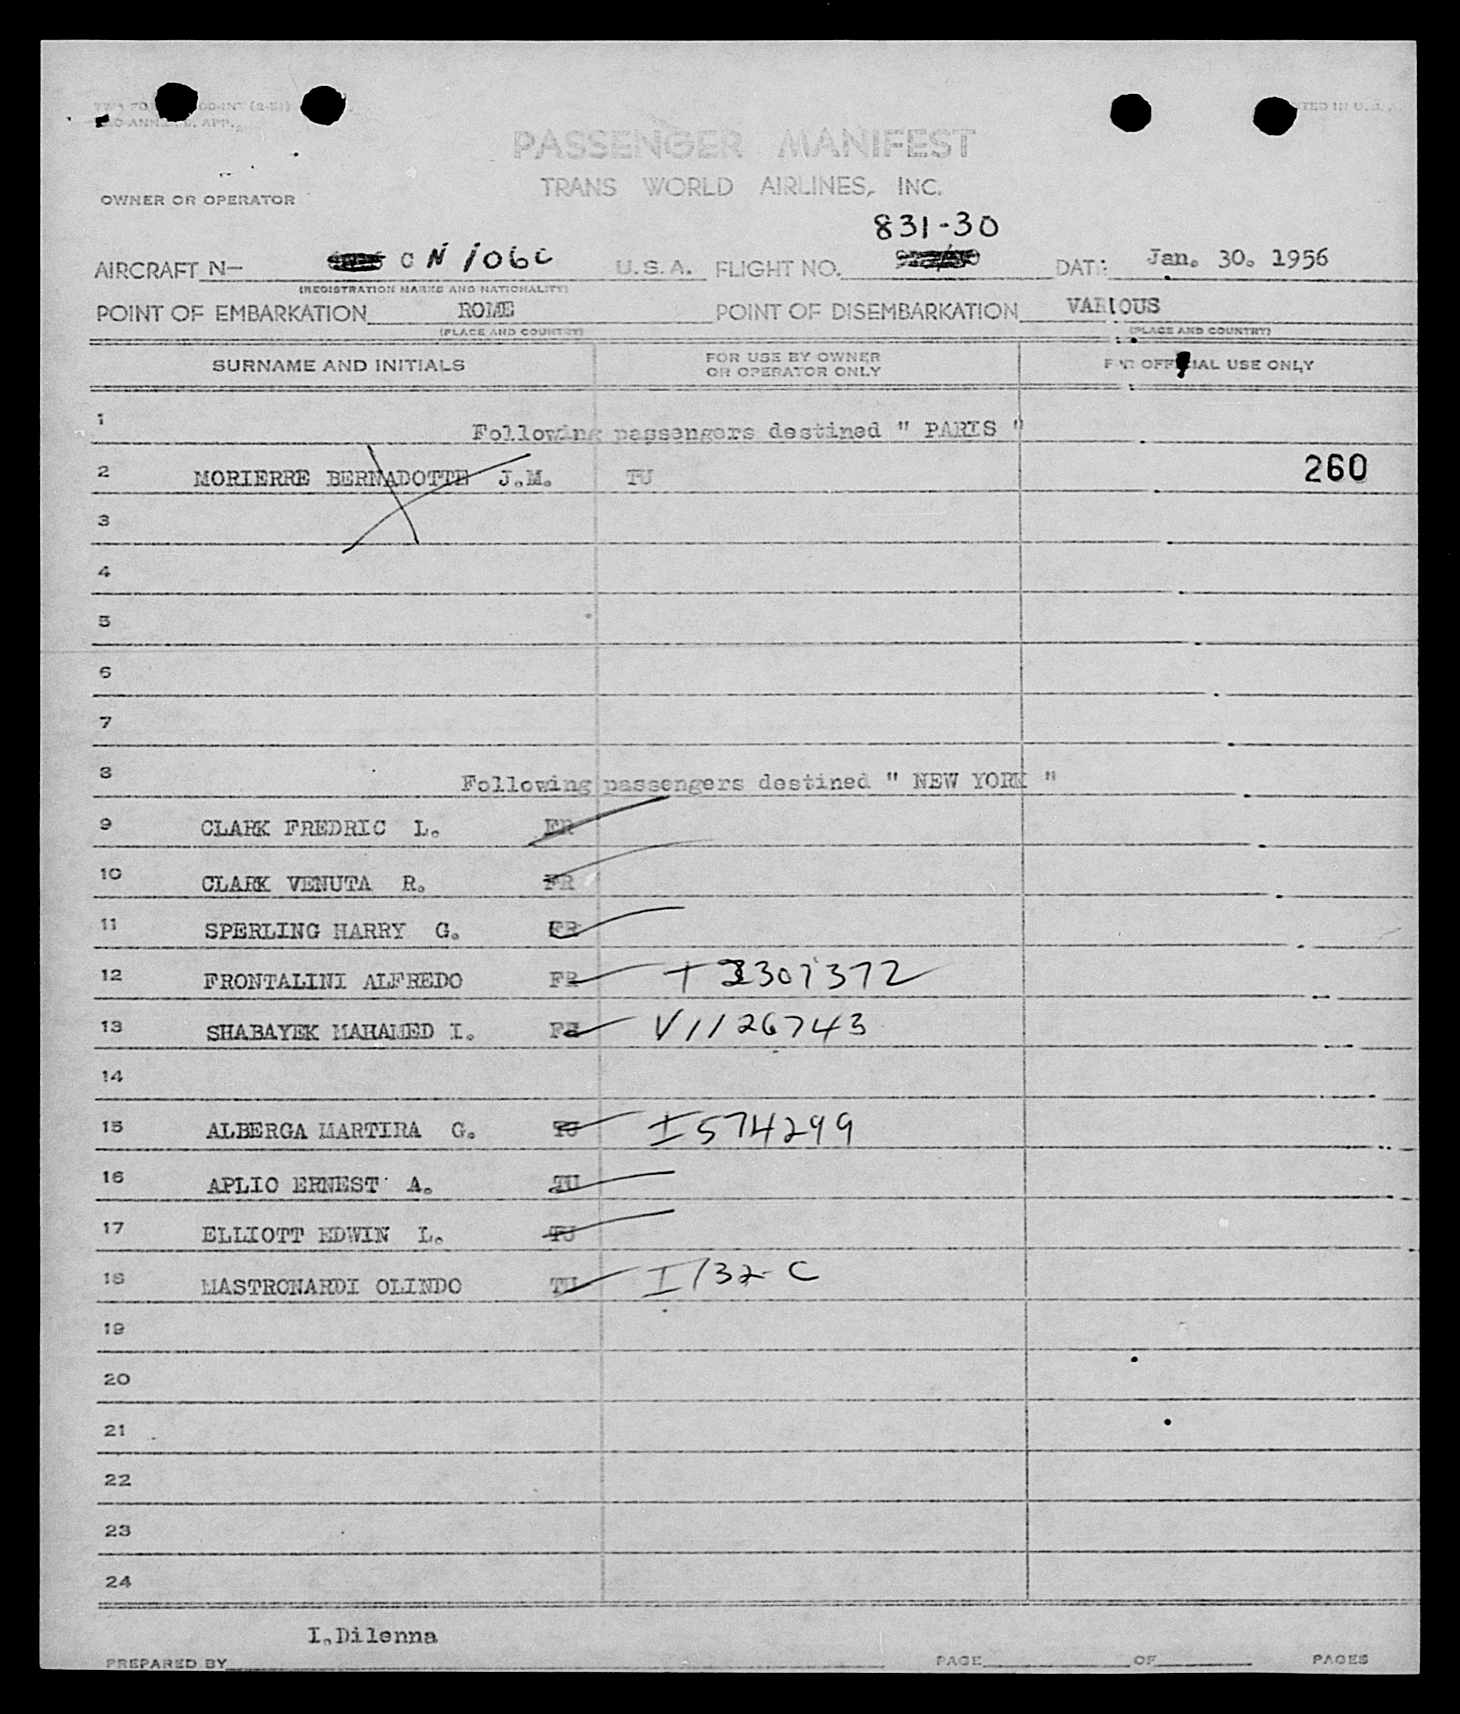 PASSENGER MANIFEST
TRANS WORLD AIRLINES, INC.
OWNER OR OPERATOR
831-30
AIRCRAFT N- C N 106C U.S.A. FLIGHT NO. DATE Jan. 30. 1956
(REGISTRATION MARKS AND NATIONALITY)
POINT OF EMBARKATION ROME POINT OF DISEMBARKATION VARIOUS
(PLACE AND COUNTRY) (PLACE AND COUNTRY)
SURNAME AND INITIALS FOR USE BY OWNER OR OPERATOR ONLY FOR OFFICIAL USE ONLY
1 Following passengers destined " PARIS "
2 MORIERRE BERNADOTTE J.M. TU 260
3
4
5
6
7
8 Following passengers destined " NEW YORK "
9 CLARK FREDRIC L. FR
10 CLARK VENUTA R. FR
11 SPERLING HARRY G. FR
12 FRONTALINI ALFREDO FR 2307372
13 SHABAYEK MAHAMED I. FR V1126743
14
15 ALBERGA MARTIRA G. TU I574299
16 APLIO ERNEST A. TU
17 ELLIOTT EDWIN L. TU
18 MASTRONARDI OLINDO TU I732-C
19
20
21
22
23
24
I.Dilenna
PREPARED BY PAGE OF PAGES